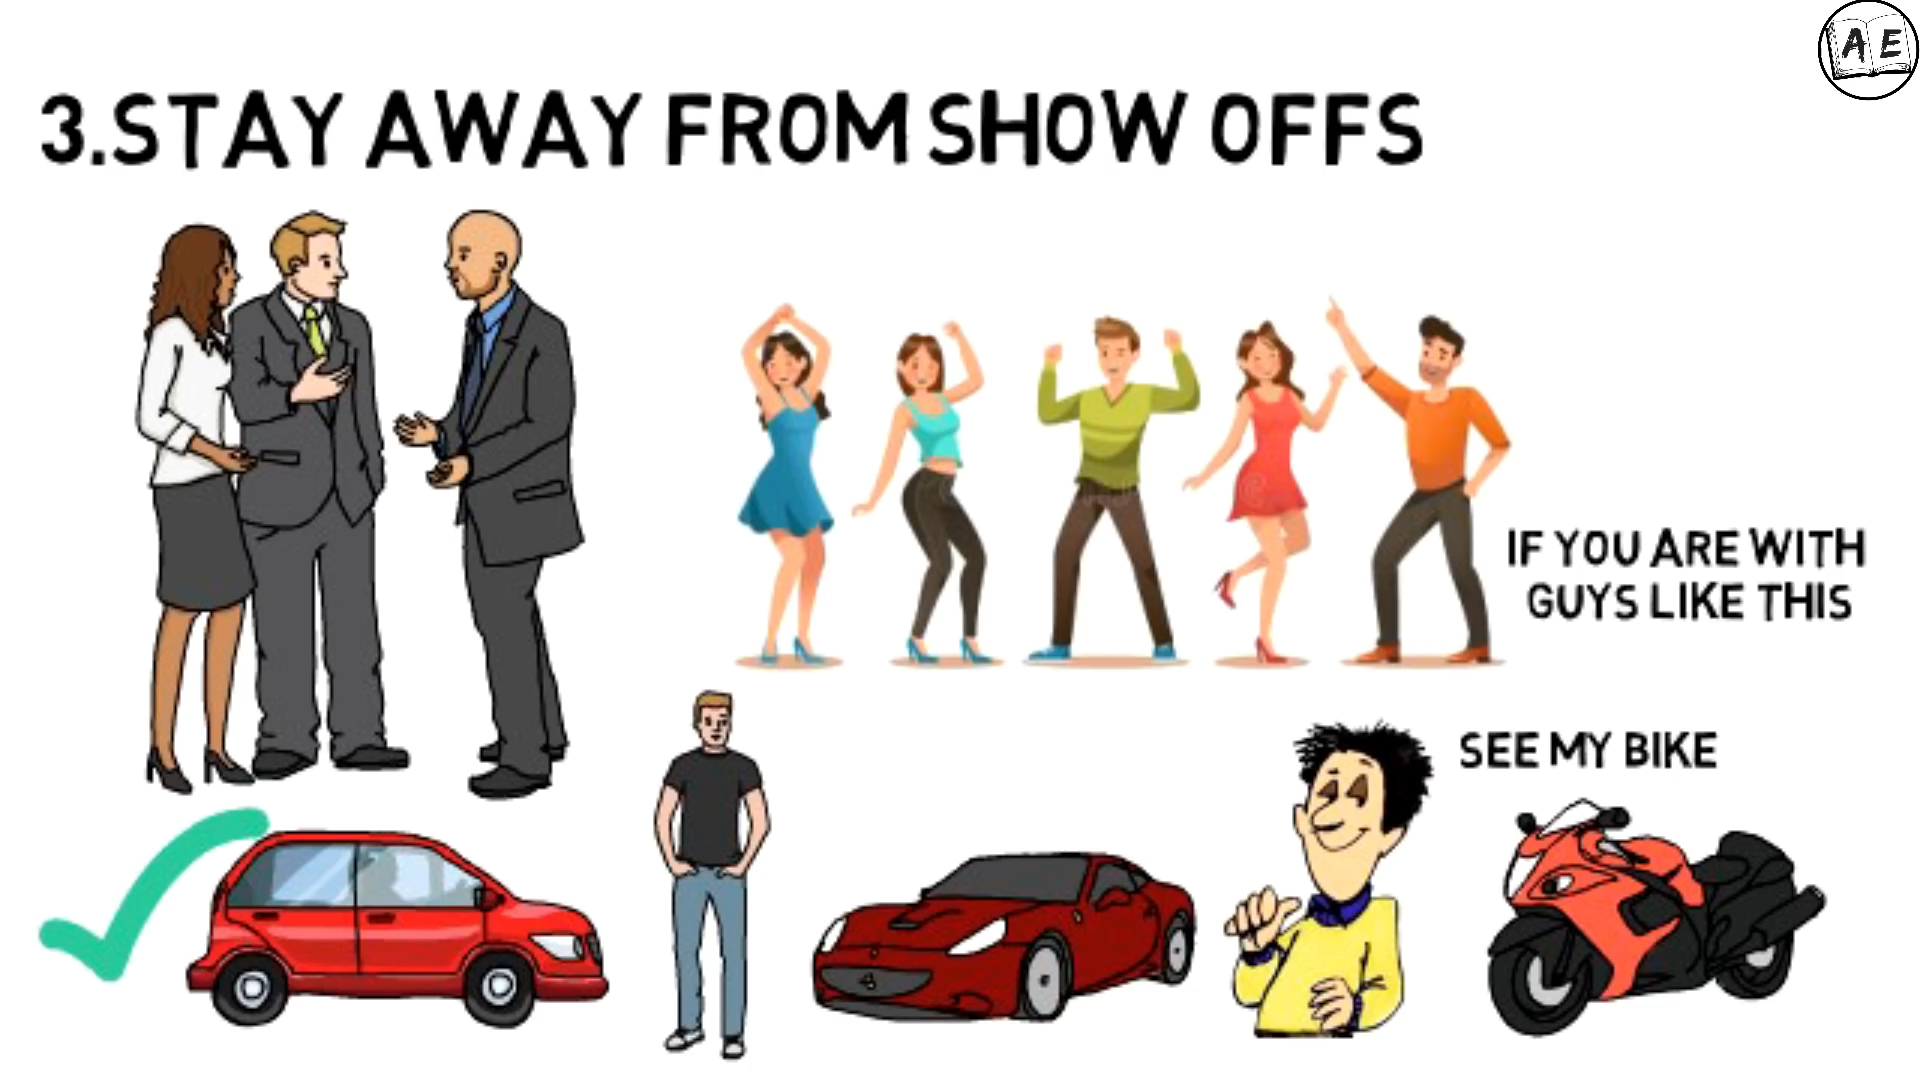 A E
3.STAY AWAY FROM SHOW OFFS
IF YOU ARE WITH
GUYS LIKE THIS
SEE MY BIKE